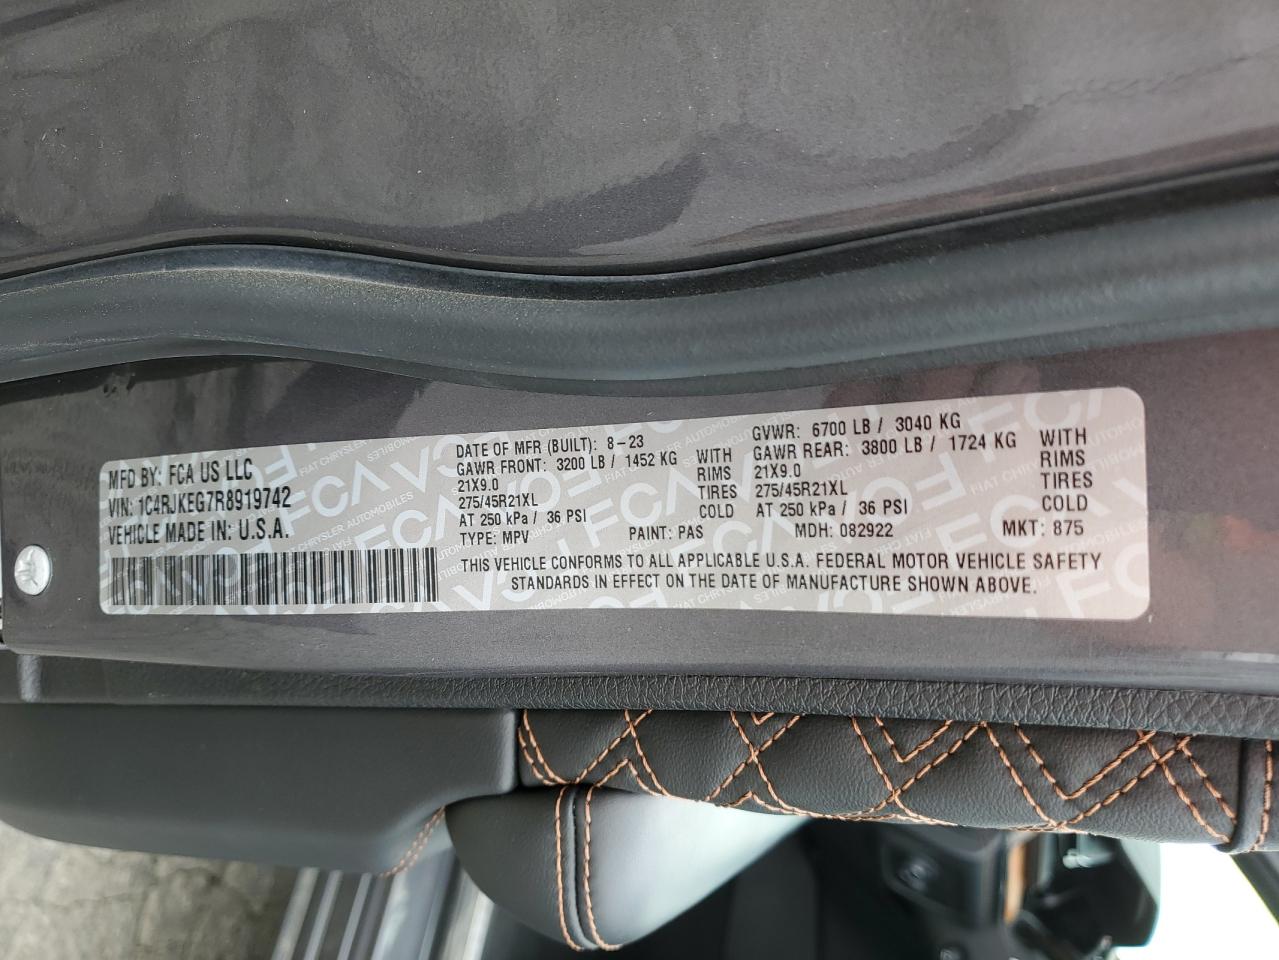 MFD BY: FCA US LLC
VIN: 1C4RJKEG7R8919742
VEHICLE MADE IN: U.S.A.
DATE OF MFR (BUILT): 8-23
GAWR FRONT: 3200 LB / 1452 KG WITH
21X9.0 RIMS
275/45R21XL TIRES
AT 250 kPa / 36 PSI COLD
GVWR: 6700 LB / 3040 KG
GAWR REAR: 3800 LB / 1724 KG WITH
21X9.0 RIMS
275/45R21XL TIRES
AT 250 kPa / 36 PSI COLD
TYPE: MPV PAINT: PAS MDH: 082922 MKT: 875
THIS VEHICLE CONFORMS TO ALL APPLICABLE U.S.A. FEDERAL MOTOR VEHICLE SAFETY
STANDARDS IN EFFECT ON THE DATE OF MANUFACTURE SHOWN ABOVE.
FCA
FIAT CHRYSLER AUTOMOBILES